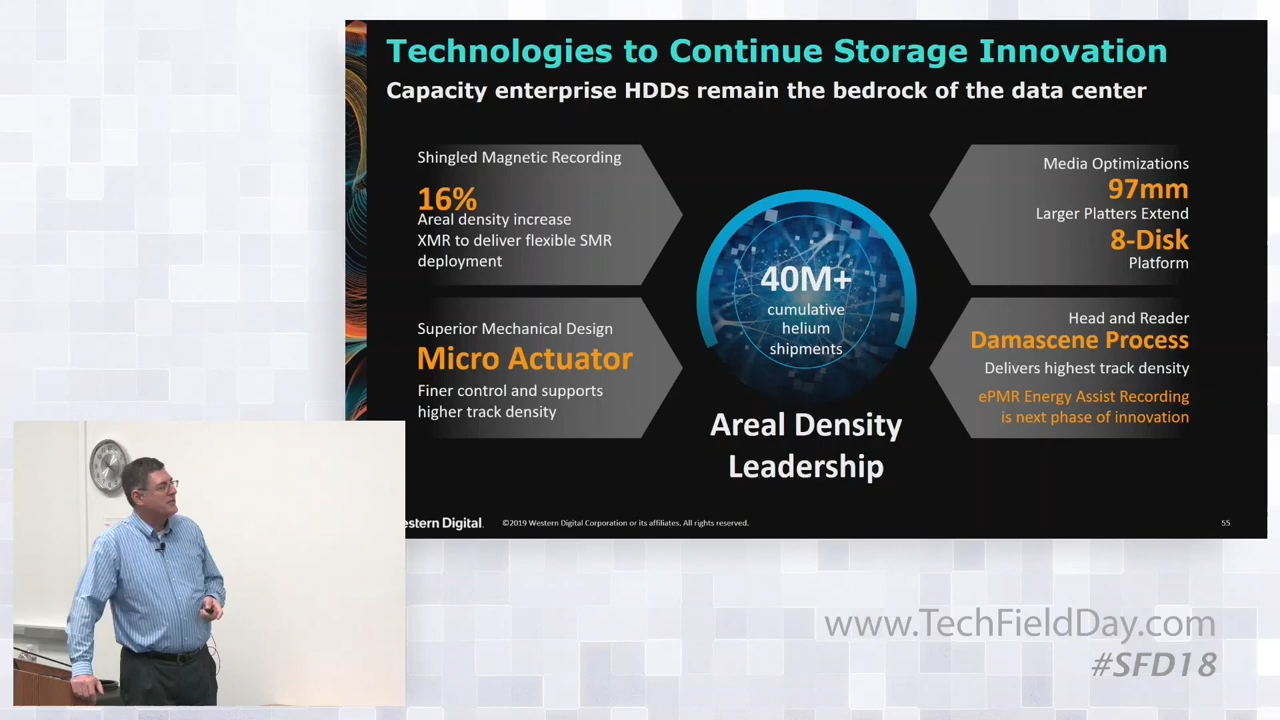 Technologies to Continue Storage Innovation
Capacity enterprise HDDs remain the bedrock of the data center
Shingled Magnetic Recording
16%
Areal density increase
XMR to deliver flexible SMR
deployment
Superior Mechanical Design
Micro Actuator
Finer control and supports
higher track density
40M+
cumulative
helium
shipments
Areal Density
Leadership
Media Optimizations
97mm
Larger Platters Extend
8-Disk
Platform
Head and Reader
Damascene Process
Delivers highest track density
ePMR Energy Assist Recording
is next phase of innovation
estern Digital.
©2019 Western Digital Corporation or its affiliates. All rights reserved.
55
www.TechFieldDay.com
#SFD18